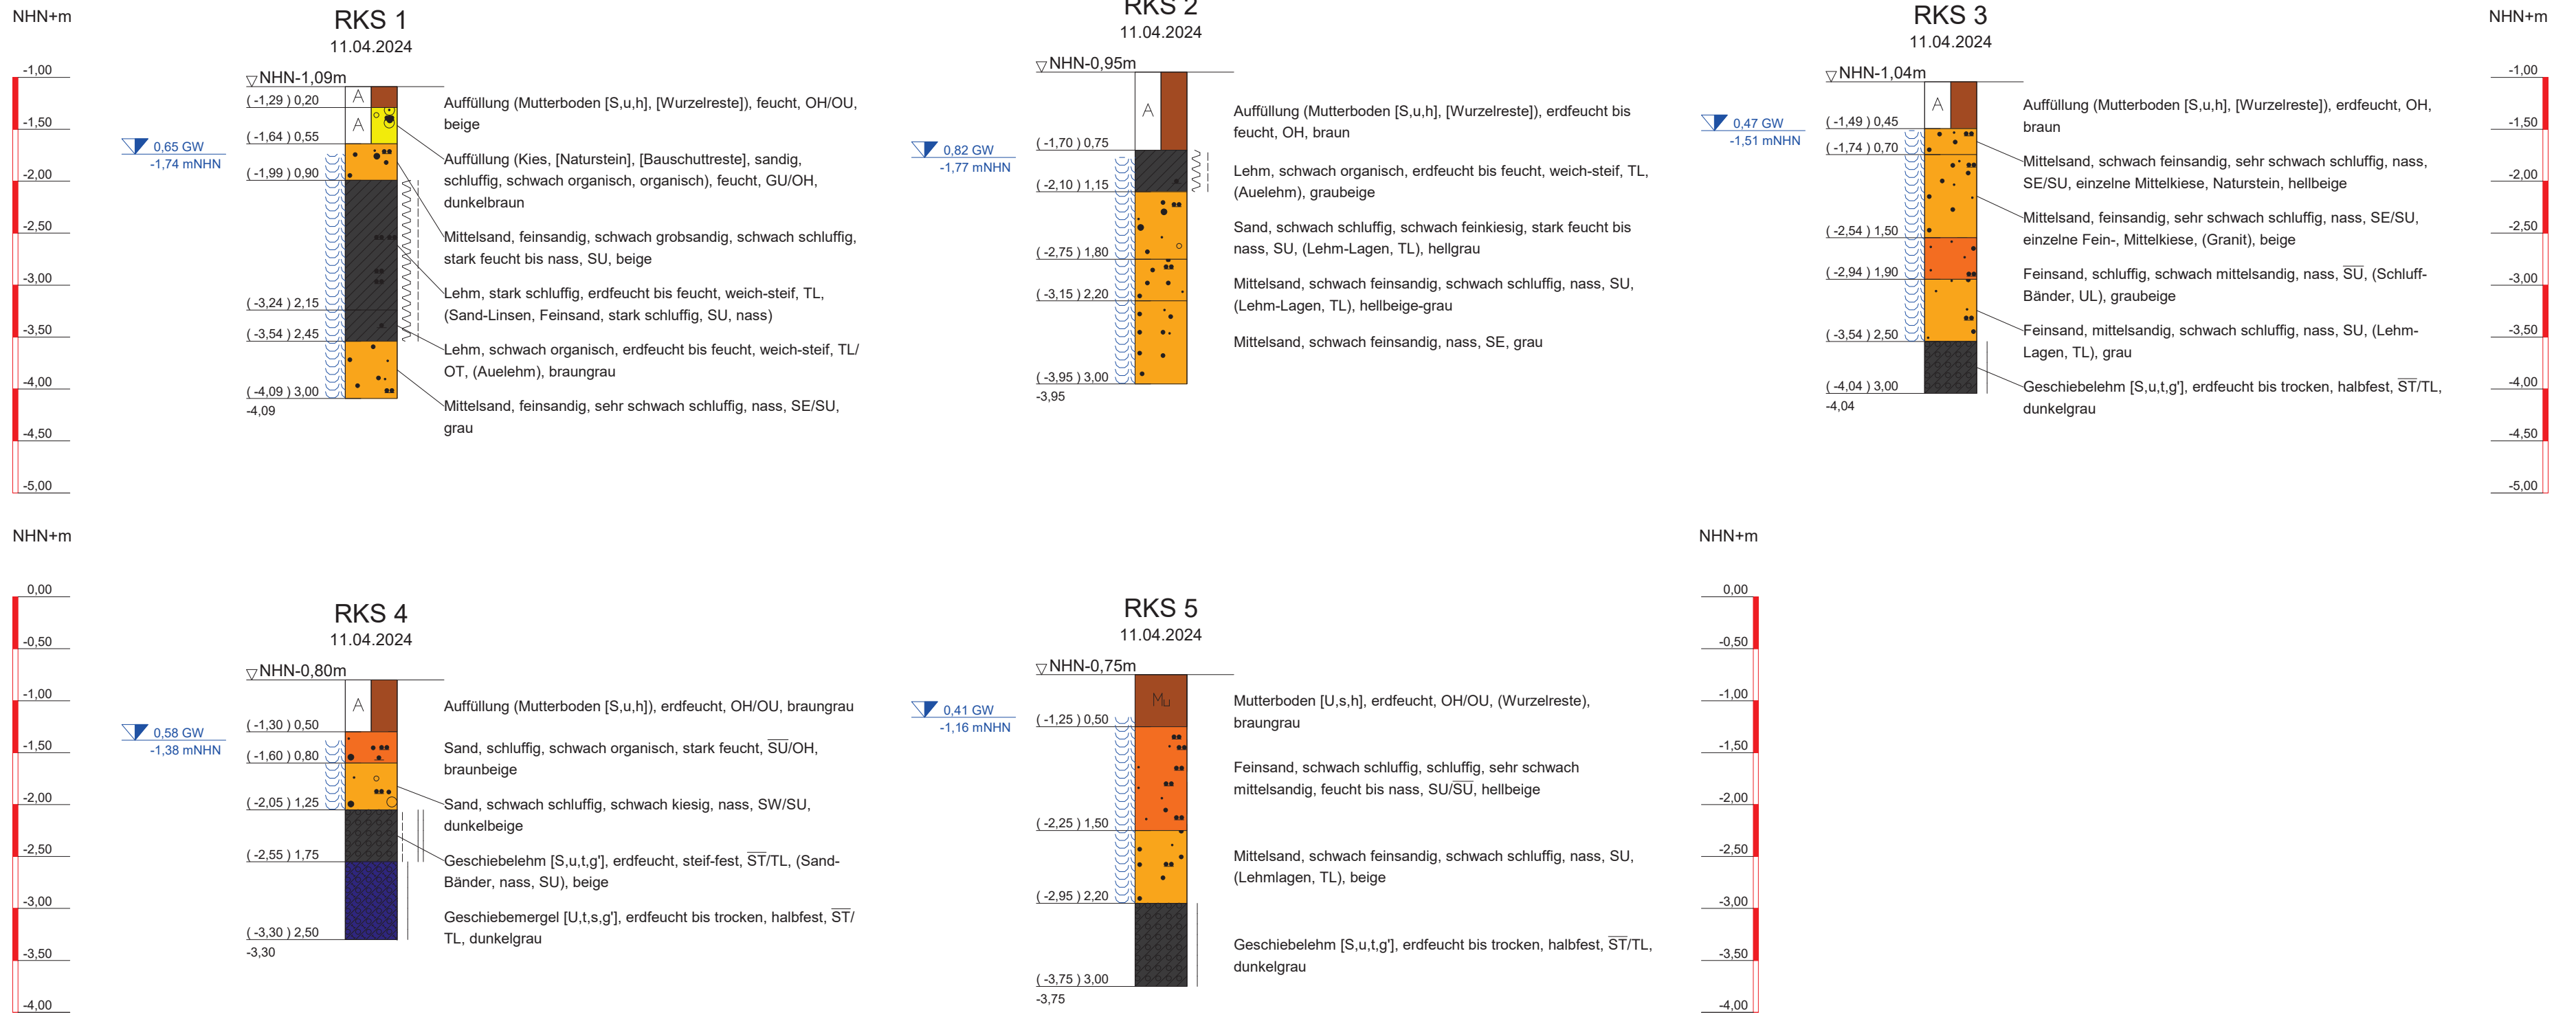 NHN+m
-1,00
-1,50
-2,00
-2,50
-3,00
-3,50
-4,00
-4,50
-5,00
RKS 1
11.04.2024
NHN-1,09m
0,65 GW
-1,74 mNHN
(-1,29) 0,20
(-1,64) 0,55
(-1,99) 0,90
(-3,24) 2,15
(-3,54) 2,45
(-4,09) 3,00
-4,09
A
A
Auffüllung (Mutterboden [S,u,h], [Wurzelreste]), feucht, OH/OU,
beige
Auffüllung (Kies, [Naturstein], [Bauschuttreste], sandig,
schluffig, schwach organisch, organisch), feucht, GU/OH,
dunkelbraun
Mittelsand, feinsandig, schwach grobsandig, schwach schluffig,
stark feucht bis nass, SU, beige
Lehm, stark schluffig, erdfeucht bis feucht, weich-steif, TL,
(Sand-Linsen, Feinsand, stark schluffig, SU, nass)
Lehm, schwach organisch, erdfeucht bis feucht, weich-steif, TL/
OT, (Auelehm), braungrau
Mittelsand, feinsandig, sehr schwach schluffig, nass, SE/SU,
grau
RKS 2
11.04.2024
NHN-0,95m
0,82 GW
-1,77 mNHN
(-1,70) 0,75
(-2,10) 1,15
(-2,75) 1,80
(-3,15) 2,20
(-3,95) 3,00
-3,95
A
Auffüllung (Mutterboden [S,u,h], [Wurzelreste]), erdfeucht bis
feucht, OH, braun
Lehm, schwach organisch, erdfeucht bis feucht, weich-steif, TL,
(Auelehm), graubeige
Sand, schwach schluffig, schwach feinkiesig, stark feucht bis
nass, SU, (Lehm-Lagen, TL), hellgrau
Mittelsand, schwach feinsandig, schwach schluffig, nass, SU,
(Lehm-Lagen, TL), hellbeige-grau
Mittelsand, schwach feinsandig, nass, SE, grau
RKS 3
11.04.2024
NHN-1,04m
0,47 GW
-1,51 mNHN
(-1,49) 0,45
(-1,74) 0,70
(-2,54) 1,50
(-2,94) 1,90
(-3,54) 2,50
(-4,04) 3,00
-4,04
A
Auffüllung (Mutterboden [S,u,h], [Wurzelreste]), erdfeucht, OH,
braun
Mittelsand, schwach feinsandig, sehr schwach schluffig, nass,
SE/SU, einzelne Mittelkiese, Naturstein, hellbeige
Mittelsand, feinsandig, sehr schwach schluffig, nass, SE/SU,
einzelne Fein-, Mittelkiese, (Granit), beige
Feinsand, schluffig, schwach mittelsandig, nass, S̅U̅, (Schluff-
Bänder, UL), graubeige
Feinsand, mittelsandig, schwach schluffig, nass, SU, (Lehm-
Lagen, TL), grau
Geschiebelehm [S,u,t,g'], erdfeucht bis trocken, halbfest, S̅T̅/TL,
dunkelgrau
NHN+m
-1,00
-1,50
-2,00
-2,50
-3,00
-3,50
-4,00
-4,50
-5,00
NHN+m
0,00
-0,50
-1,00
-1,50
-2,00
-2,50
-3,00
-3,50
-4,00
RKS 4
11.04.2024
NHN-0,80m
0,58 GW
-1,38 mNHN
(-1,30) 0,50
(-1,60) 0,80
(-2,05) 1,25
(-2,55) 1,75
(-3,30) 2,50
-3,30
A
Auffüllung (Mutterboden [S,u,h]), erdfeucht, OH/OU, braungrau
Sand, schluffig, schwach organisch, stark feucht, S̅U̅/OH,
braunbeige
Sand, schwach schluffig, schwach kiesig, nass, SW/SU,
dunkelbeige
Geschiebelehm [S,u,t,g'], erdfeucht, steif-fest, S̅T̅/TL, (Sand-
Bänder, nass, SU), beige
Geschiebemergel [U,t,s,g'], erdfeucht bis trocken, halbfest, S̅T̅/
TL, dunkelgrau
RKS 5
11.04.2024
NHN-0,75m
0,41 GW
-1,16 mNHN
(-1,25) 0,50
(-2,25) 1,50
(-2,95) 2,20
(-3,75) 3,00
-3,75
Mu
Mutterboden [U,s,h], erdfeucht, OH/OU, (Wurzelreste),
braungrau
Feinsand, schwach schluffig, schluffig, sehr schwach
mittelsandig, feucht bis nass, SU/S̅U̅, hellbeige
Mittelsand, schwach feinsandig, schwach schluffig, nass, SU,
(Lehmlagen, TL), beige
Geschiebelehm [S,u,t,g'], erdfeucht bis trocken, halbfest, S̅T̅/TL,
dunkelgrau
NHN+m
0,00
-0,50
-1,00
-1,50
-2,00
-2,50
-3,00
-3,50
-4,00